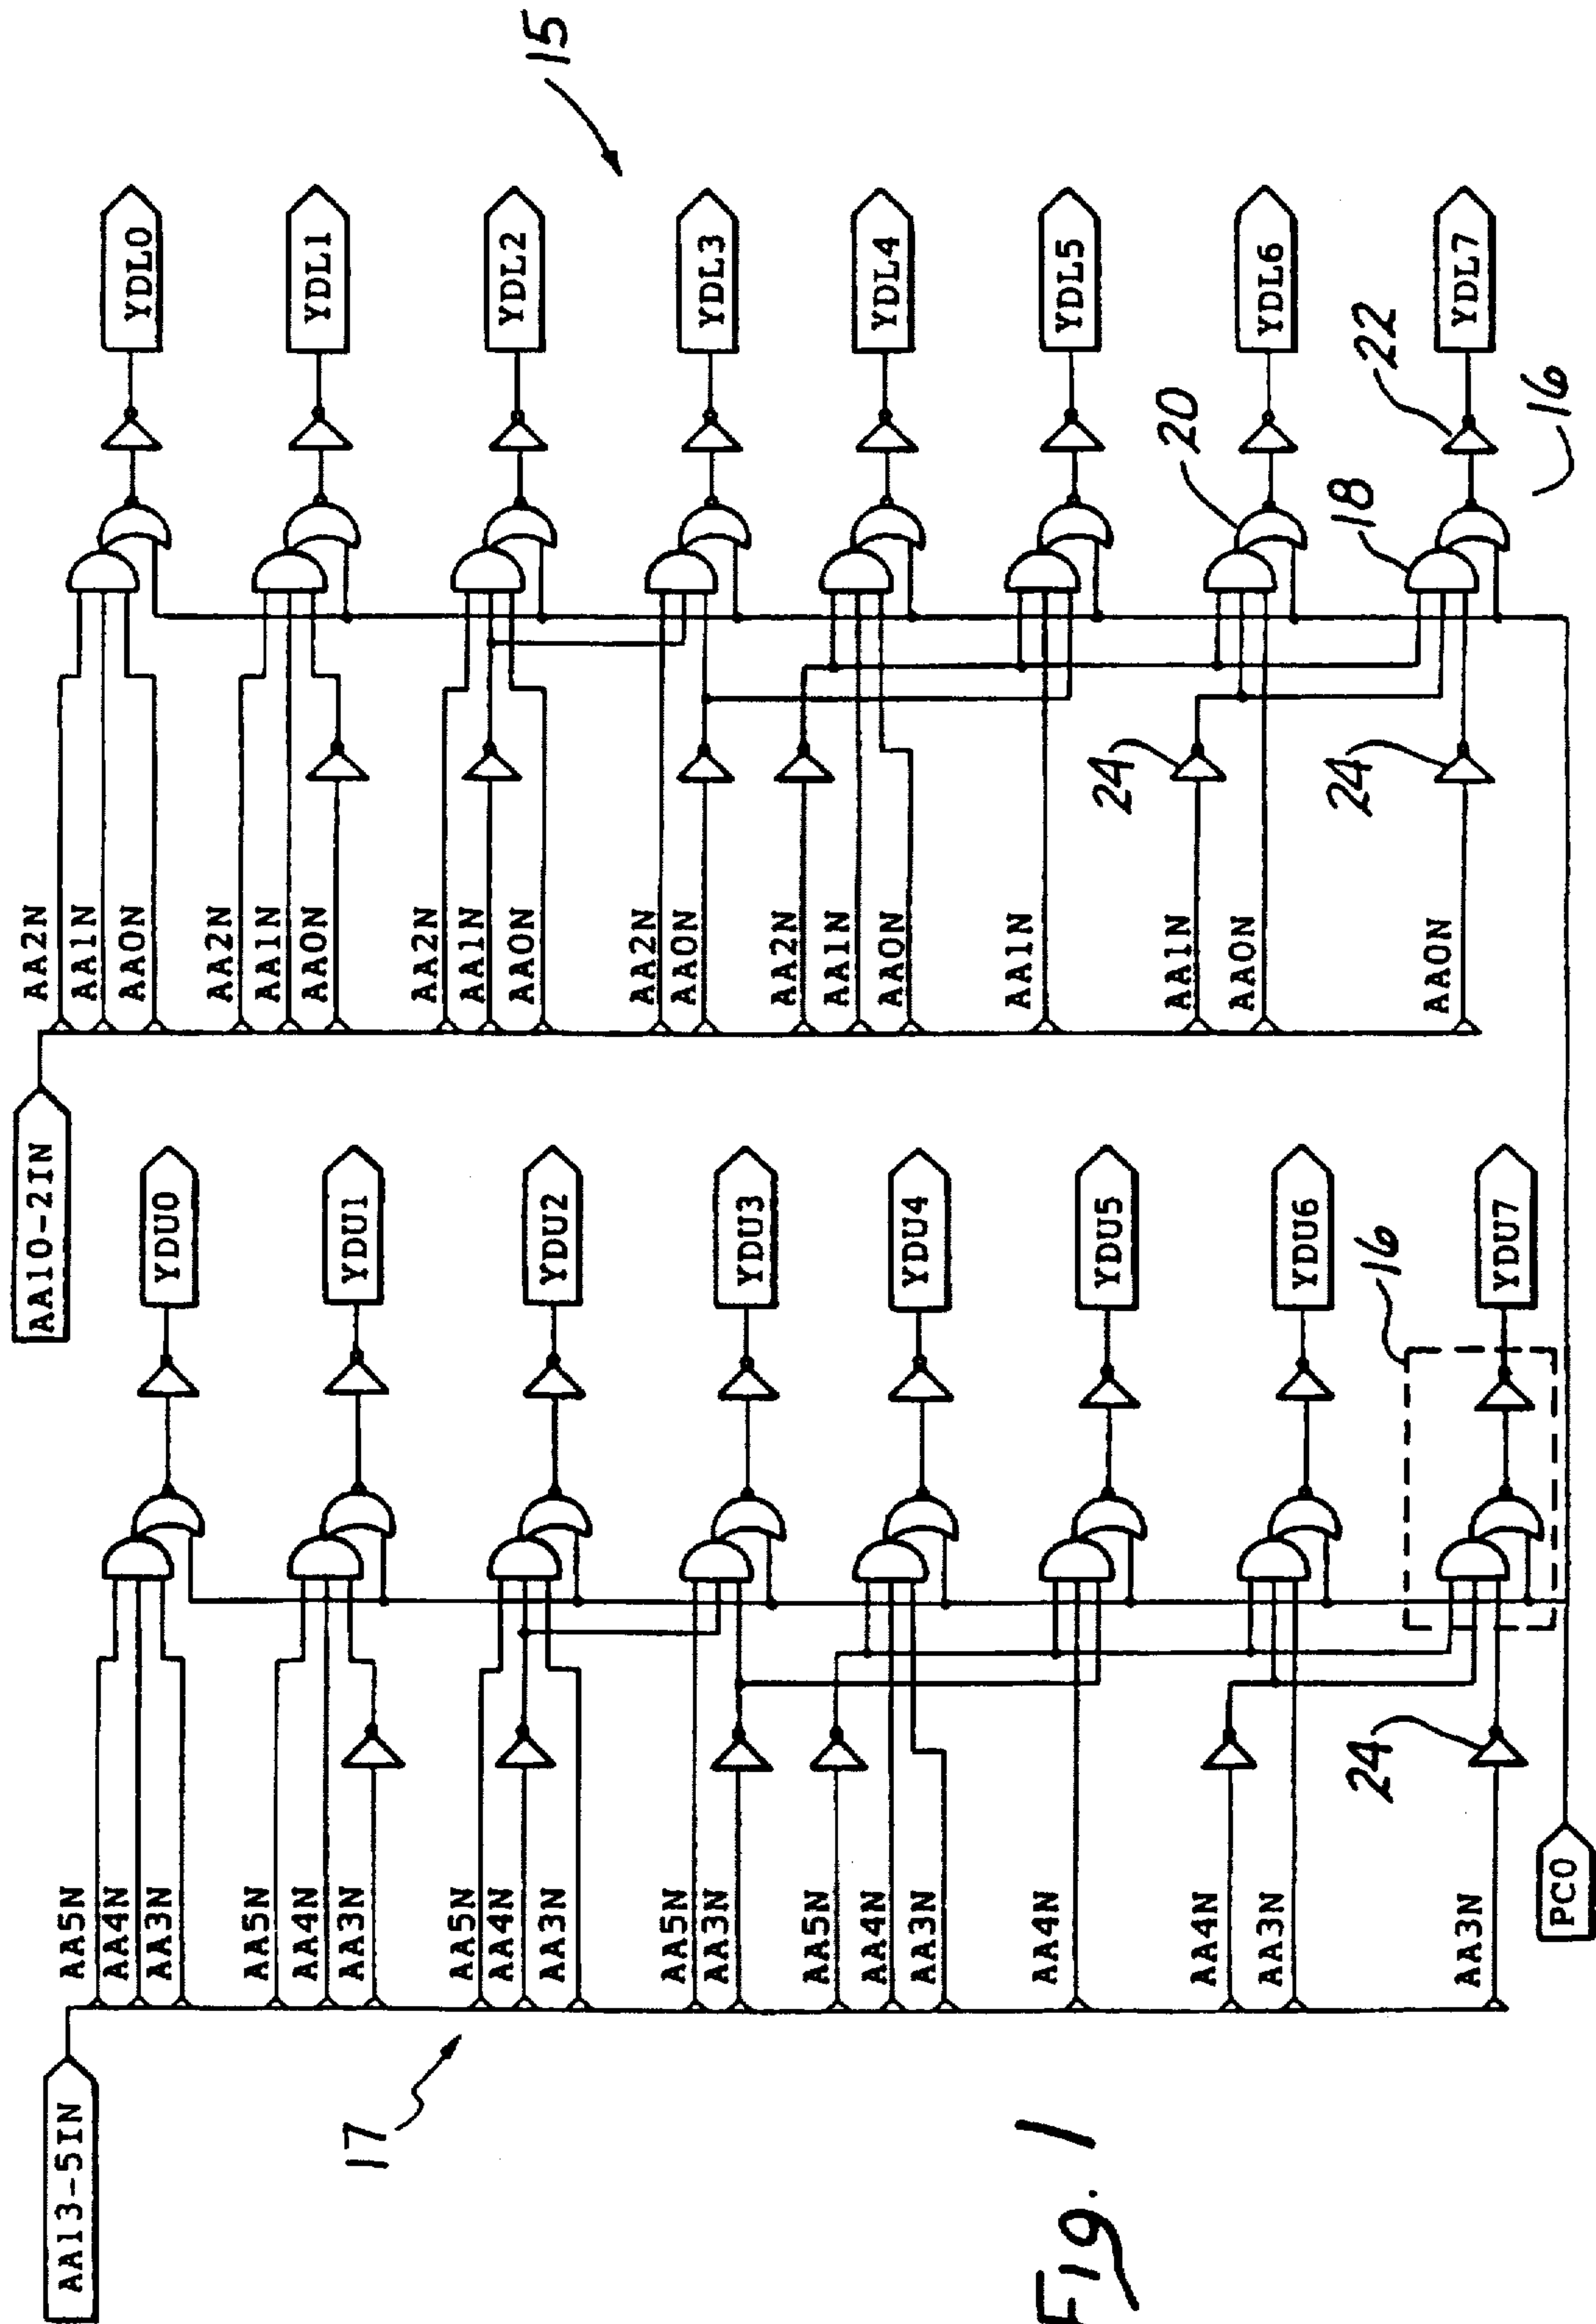 AA13-5IN
17
AA5N
AA4N
AA3N
AA5N
AA4N
AA3N
AA5N
AA4N
AA3N
AA5N
AA3N
AA5N
AA4N
AA3N
AA4N
AA4N
AA3N
AA3N
24
16
YDU0
YDU1
YDU2
YDU3
YDU4
YDU5
YDU6
YDU7
PC0
AA10-2IN
AA2N
AA1N
AA0N
AA2N
AA1N
AA0N
AA2N
AA1N
AA0N
AA2N
AA0N
AA2N
AA1N
AA0N
AA1N
AA1N
AA0N
AA0N
24
24
18
20
22
16
YDL0
YDL1
YDL2
YDL3
YDL4
YDL5
YDL6
YDL7
15
Fig. 1